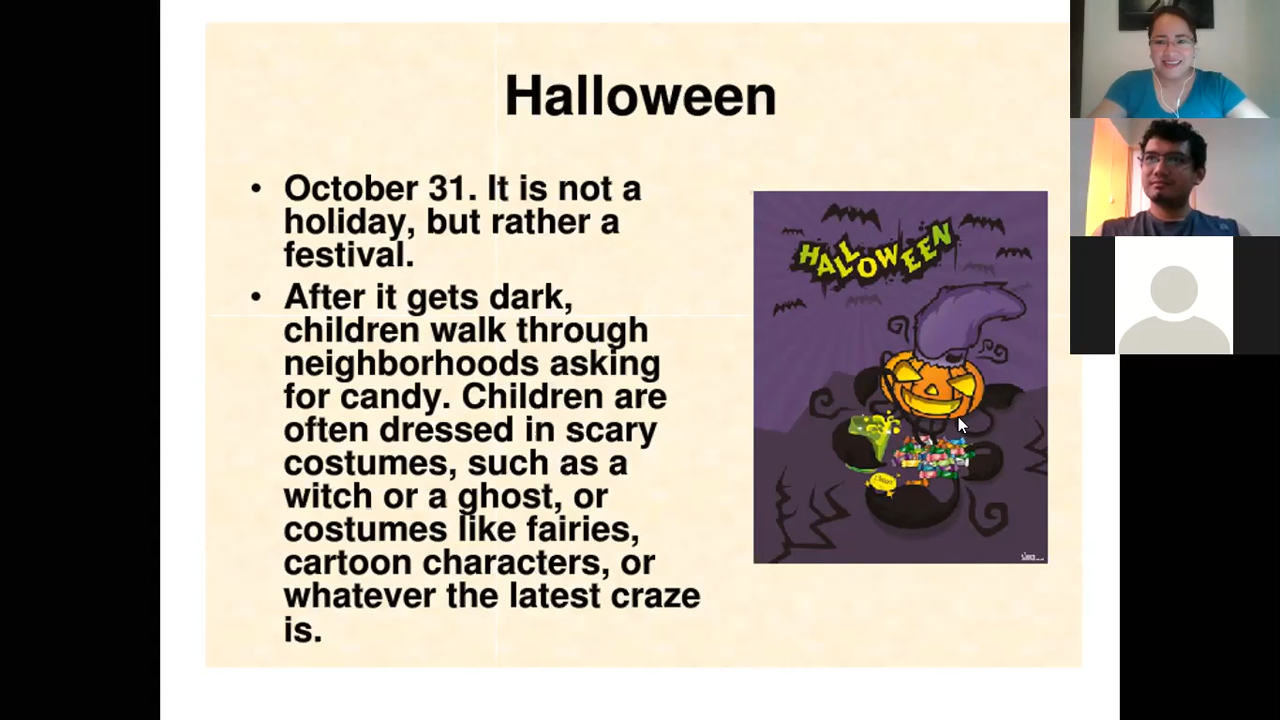 Halloween
• October 31. It is not a
holiday, but rather a
festival.
• After it gets dark,
children walk through
neighborhoods asking
for candy. Children are
often dressed in scary
costumes, such as a
witch or a ghost, or
costumes like fairies,
cartoon characters, or
whatever the latest craze
is.
HALLOWEEN